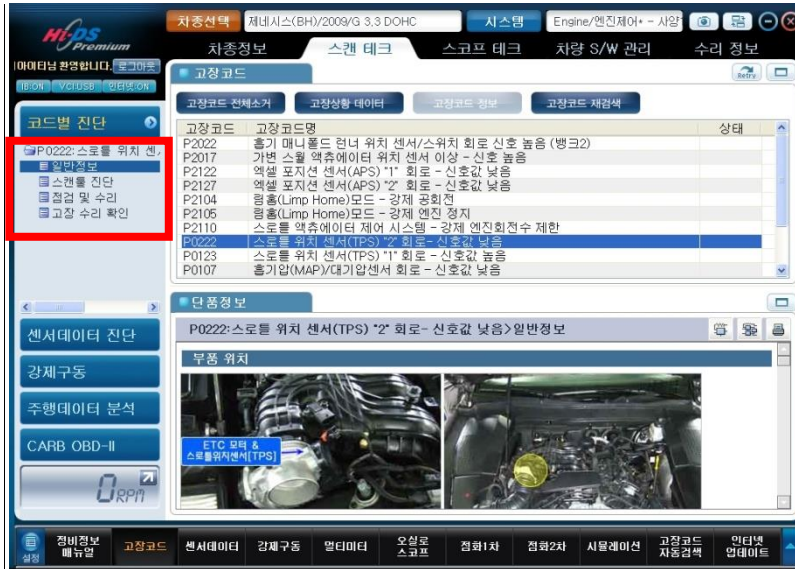 Hi-DS
Premium
차종선택
제네시스(BH)/2009/G 3.3 DOHC
시스템
Engine/엔진제어* - 사양
차종정보
스캔 테크
스코프 테크
차량 S/W 관리
수리 정보
아이티님 환영합니다.
로그아웃
IB:ON
VCI:USB
인터넷:ON
고장코드
Retry
고장코드 전체소거
고장상황 데이터
고장코드 정보
고장코드 재검색
고장코드 고장코드명 상태
P2022 흡기 매니폴드 런너 위치 센서/스위치 회로 신호 높음 (뱅크2)
P2017 가변 스월 액츄에이터 위치 센서 이상 - 신호 높음
P2122 엑셀 포지션 센서(APS) "1" 회로 - 신호값 낮음
P2127 엑셀 포지션 센서(APS) "2" 회로 - 신호값 낮음
P2104 림홈(Limp Home)모드 - 강제 공회전
P2105 림홈(Limp Home)모드 - 강제 엔진 정지
P2110 스로틀 액츄에이터 제어 시스템 - 강제 엔진회전수 제한
P0222 스로틀 위치 센서(TPS) "2" 회로- 신호값 낮음
P0123 스로틀 위치 센서(TPS) "1" 회로 - 신호값 높음
P0107 흡기압(MAP)/대기압센서 회로 - 신호값 낮음
코드별 진단
P0222:스로틀 위치 센,
일반정보
스캔툴 진단
점검 및 수리
고장 수리 확인
센서데이터 진단
강제구동
주행데이터 분석
CARB OBD-II
0 RPM
단품정보
P0222:스로틀 위치 센서(TPS) "2" 회로- 신호값 낮음>일반정보
부품 위치
ETC 모터 &
스로틀위치센서[TPS]
설정
정비정보
매뉴얼
고장코드
센서데이터
강제구동
멀티미터
오실로
스코프
점화1차
점화2차
시뮬레이션
고장코드
자동검색
인터넷
업데이트